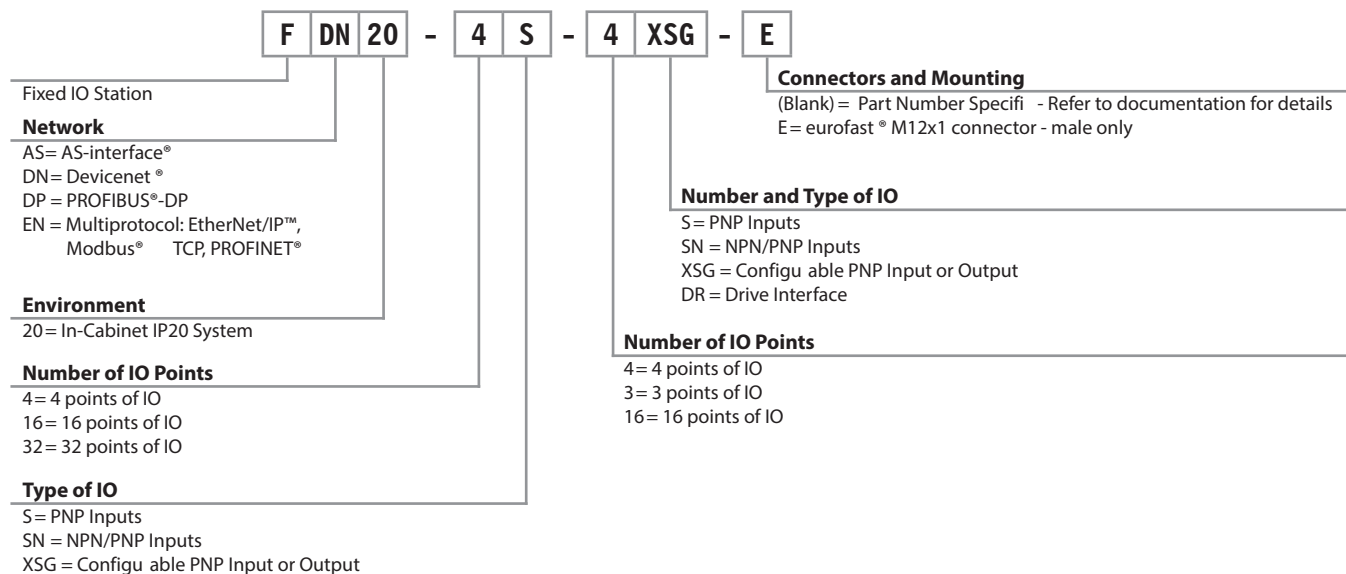 F DN 20 - 4 S - 4 XSG - E
Fixed IO Station
Network
AS= AS-interface®
DN= Devicenet ®
DP = PROFIBUS®-DP
EN = Multiprotocol: EtherNet/IP™,
Modbus® TCP, PROFINET®
Environment
20= In-Cabinet IP20 System
Number of IO Points
4= 4 points of IO
16= 16 points of IO
32= 32 points of IO
Type of IO
S= PNP Inputs
SN = NPN/PNP Inputs
XSG = Configu able PNP Input or Output
Connectors and Mounting
(Blank) = Part Number Specifi - Refer to documentation for details
E= eurofast ® M12x1 connector - male only
Number and Type of IO
S= PNP Inputs
SN = NPN/PNP Inputs
XSG = Configu able PNP Input or Output
DR = Drive Interface
Number of IO Points
4= 4 points of IO
3= 3 points of IO
16= 16 points of IO